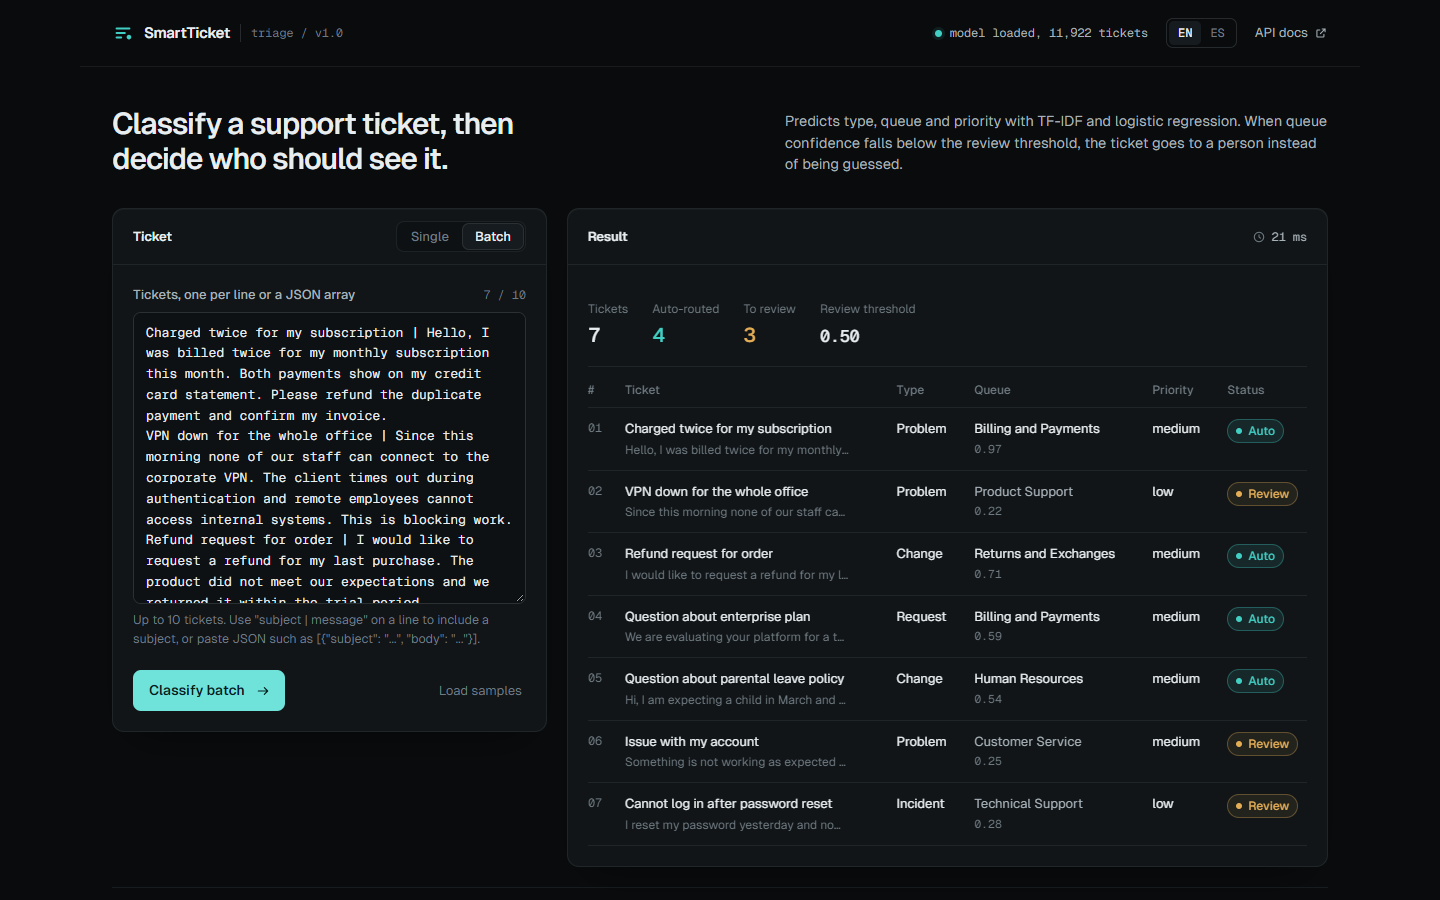 SmartTicket
triage / v1.0
model loaded, 11,922 tickets
EN ES
API docs
Classify a support ticket, then
decide who should see it.
Predicts type, queue and priority with TF-IDF and logistic regression. When queue
confidence falls below the review threshold, the ticket goes to a person instead
of being guessed.
Ticket
Single Batch
Tickets, one per line or a JSON array
7 / 10
Charged twice for my subscription | Hello, I
was billed twice for my monthly subscription
this month. Both payments show on my credit
card statement. Please refund the duplicate
payment and confirm my invoice.
VPN down for the whole office | Since this
morning none of our staff can connect to the
corporate VPN. The client times out during
authentication and remote employees cannot
access internal systems. This is blocking work.
Refund request for order | I would like to
request a refund for my last purchase. The
product did not meet our expectations and we
returned it within the trial period.
Up to 10 tickets. Use "subject | message" on a line to include a
subject, or paste JSON such as [{"subject": "…", "body": "…"}].
Classify batch →
Load samples
Result
21 ms
Tickets Auto-routed To review Review threshold
7 4 3 0.50
# Ticket Type Queue Priority Status
01 Charged twice for my subscription Problem Billing and Payments medium Auto
Hello, I was billed twice for my monthly… 0.97
02 VPN down for the whole office Problem Product Support low Review
Since this morning none of our staff ca… 0.22
03 Refund request for order Change Returns and Exchanges medium Auto
I would like to request a refund for my l… 0.71
04 Question about enterprise plan Request Billing and Payments medium Auto
We are evaluating your platform for a t… 0.59
05 Question about parental leave policy Change Human Resources medium Auto
Hi, I am expecting a child in March and … 0.54
06 Issue with my account Problem Customer Service medium Review
Something is not working as expected … 0.25
07 Cannot log in after password reset Incident Technical Support low Review
I reset my password yesterday and no… 0.28